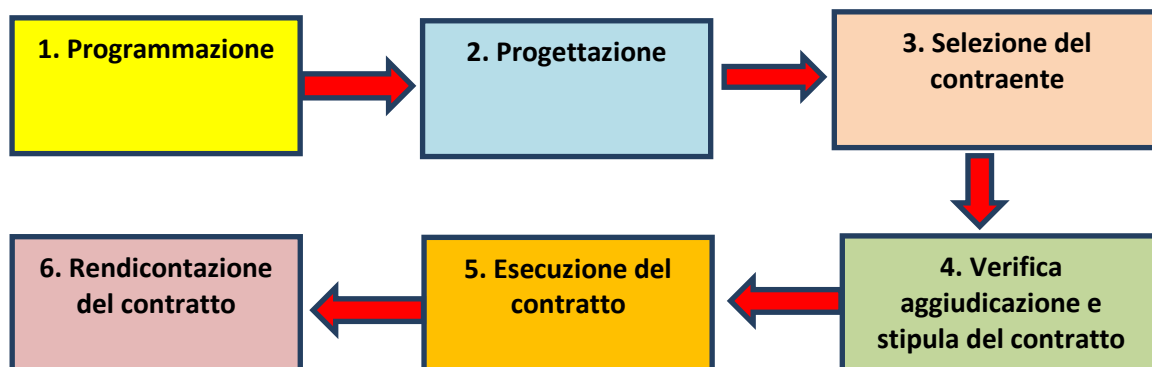 1. Programmazione
2. Progettazione
3. Selezione del
contraente
4. Verifica
aggiudicazione e
stipula del contratto
5. Esecuzione del
contratto
6. Rendicontazione
del contratto